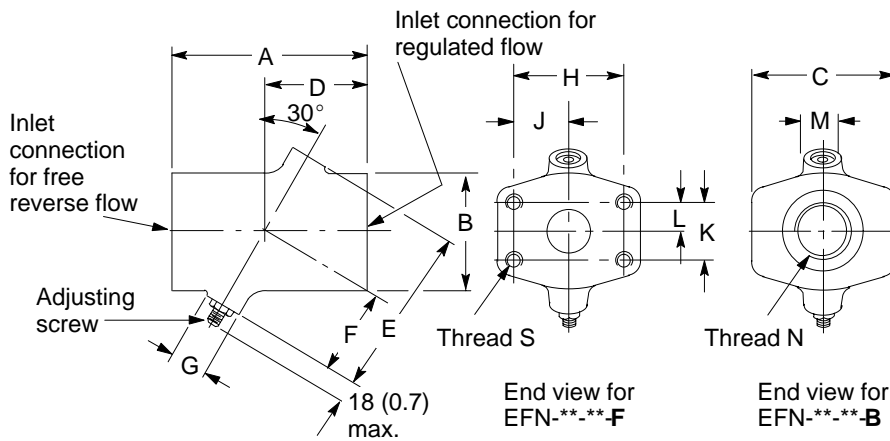 Inlet connection for
regulated flow
A
D
30°
H
J
C
M
Inlet
connection
for free
reverse flow
B
L
K
Adjusting
screw
E
F
G
Thread S
Thread N
18 (0.7)
max.
End view for
EFN-**-**-F
End view for
EFN-**-**-B